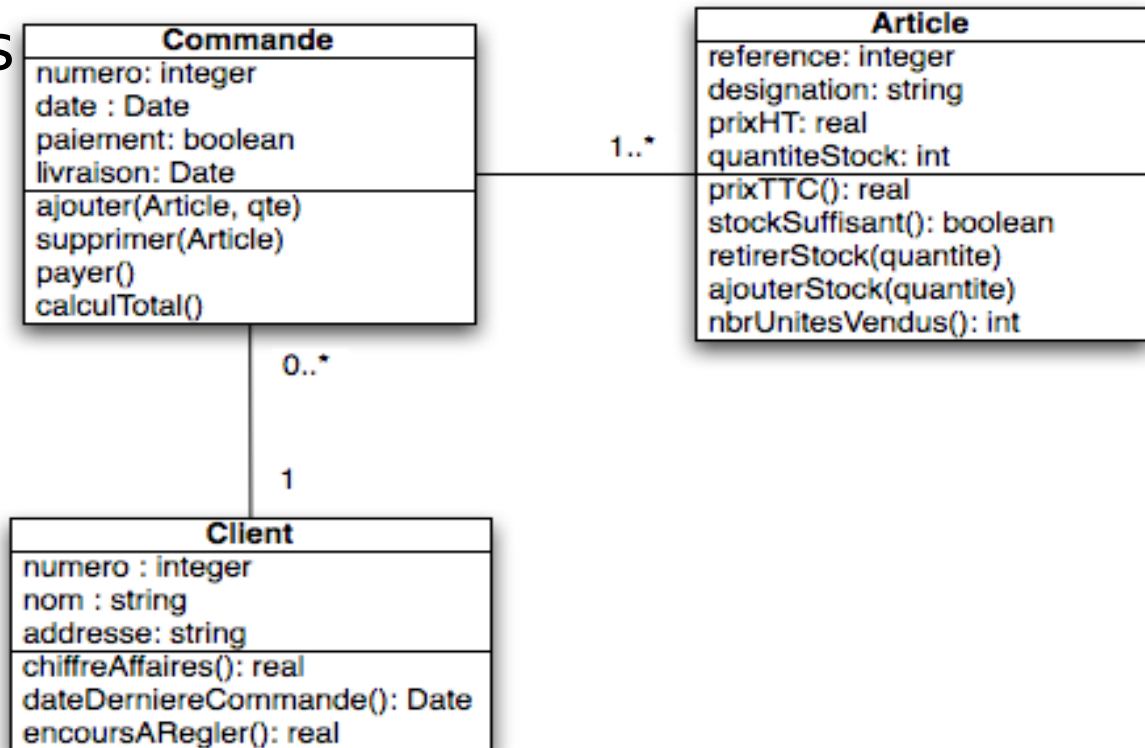 s
Commande
numero: integer
date : Date
paiement: boolean
livraison: Date
ajouter(Article, qte)
supprimer(Article)
payer()
calculTotal()
1..*
Article
reference: integer
designation: string
prixHT: real
quantiteStock: int
prixTTC(): real
stockSuffisant(): boolean
retirerStock(quantite)
ajouterStock(quantite)
nbrUnitesVendus(): int
0..*
1
Client
numero : integer
nom : string
addresse: string
chiffreAffaires(): real
dateDerniereCommande(): Date
encoursARegler(): real